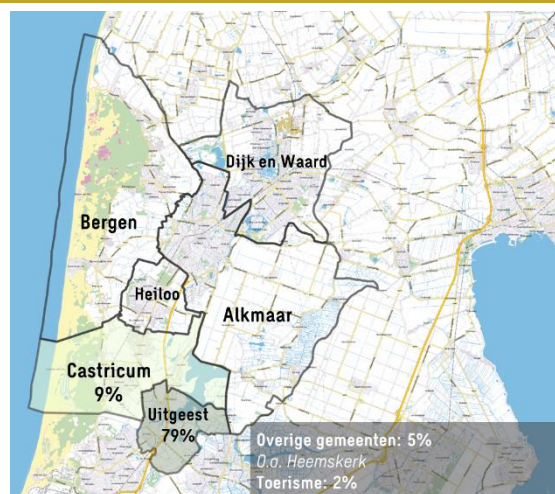 Dijk en Waard
Bergen
Heiloo
Alkmaar
Castricum
9%
Uitgeest
79%
Overige gemeenten: 5%
O.a. Heemskerk
Toerisme: 2%